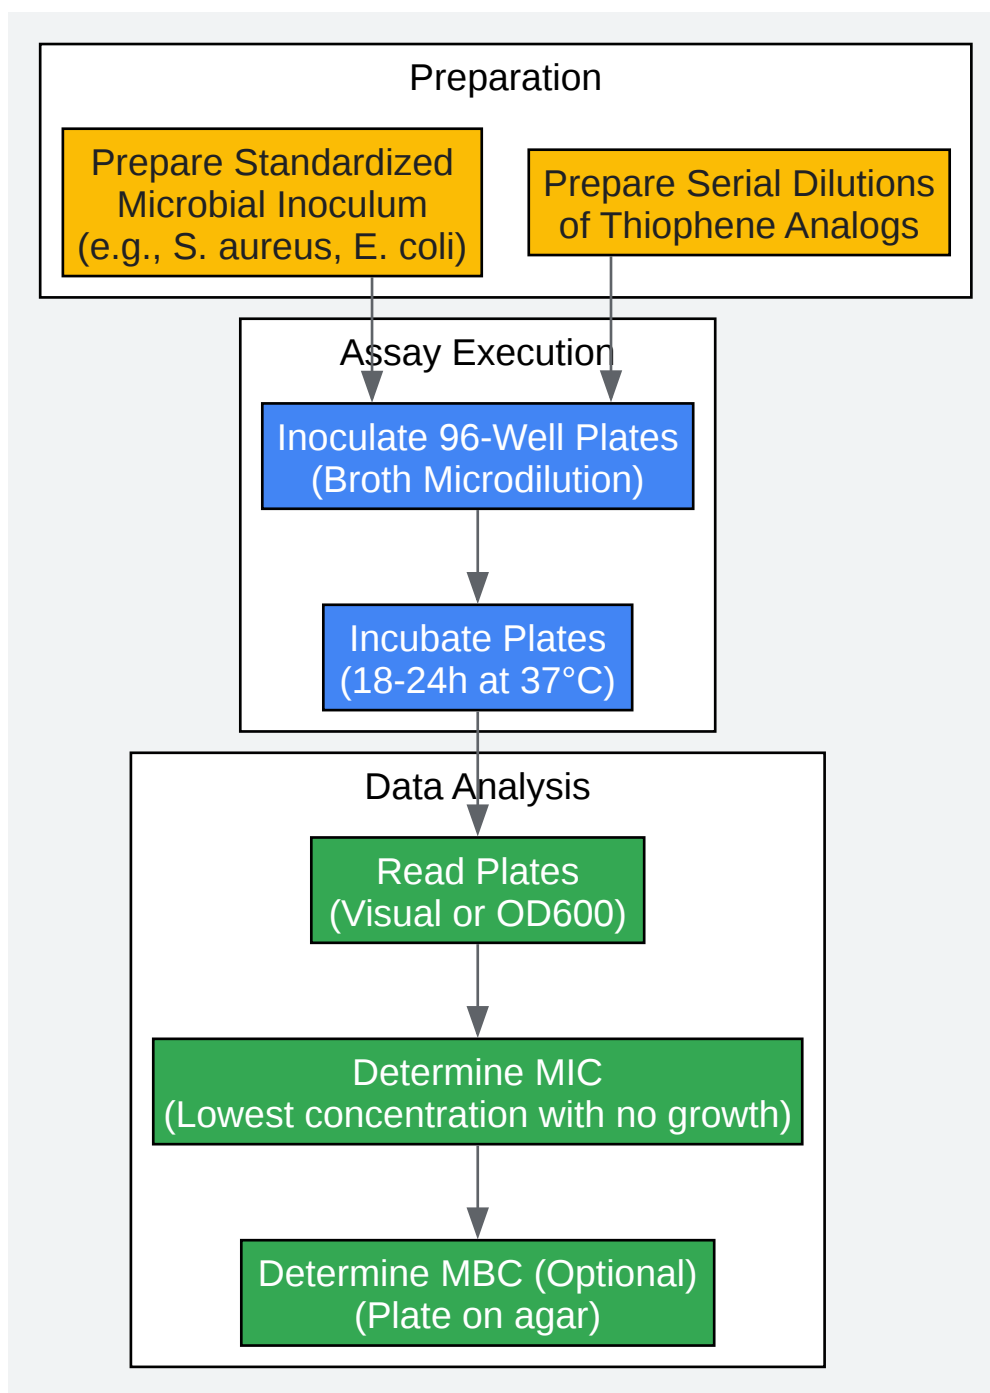 Preparation
Prepare Standardized
Microbial Inoculum
(e.g., S. aureus, E. coli)
Prepare Serial Dilutions
of Thiophene Analogs
Assay Execution
Inoculate 96-Well Plates
(Broth Microdilution)
Incubate Plates
(18-24h at 37°C)
Data Analysis
Read Plates
(Visual or OD600)
Determine MIC
(Lowest concentration with no growth)
Determine MBC (Optional)
(Plate on agar)